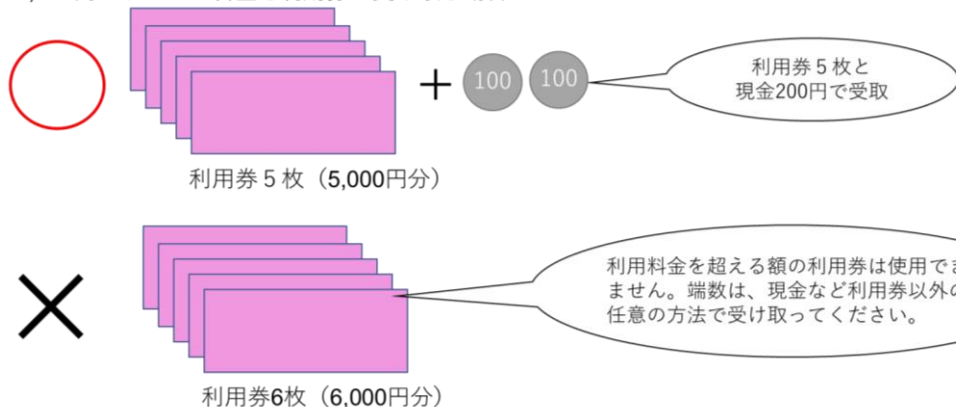 100
100
利用券５枚と
現金200円で受取
利用券５枚（5,000円分）
利用料金を超える額の利用券は使用でき
ません。端数は、現金など利用券以外の
任意の方法で受け取ってください。
利用券6枚（6,000円分）